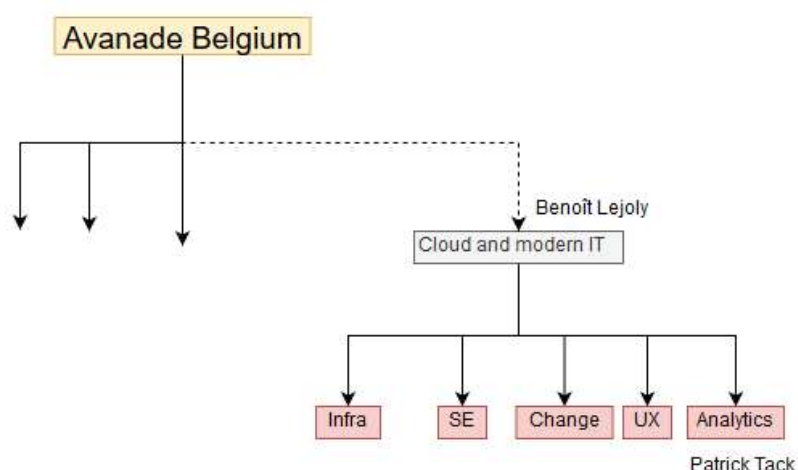 Avanade Belgium
Benoît Lejoly
Cloud and modern IT
Infra
SE
Change
UX
Analytics
Patrick Tack